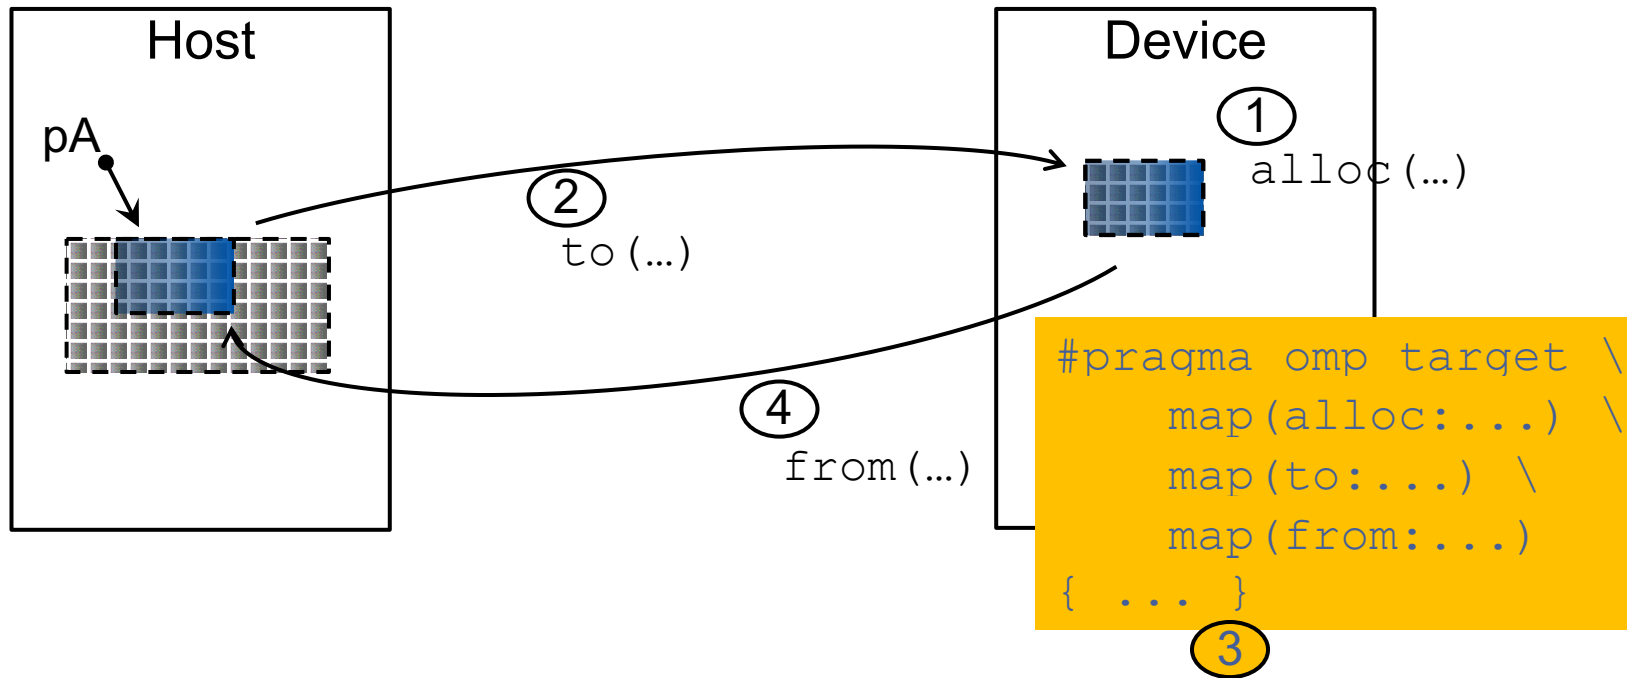 Host
Device
pA
1
alloc(…)
2
to(…)
4
from(…)
#pragma omp target \
map(alloc:...) \
map(to:...) \
map(from:...)
{ ... }
3